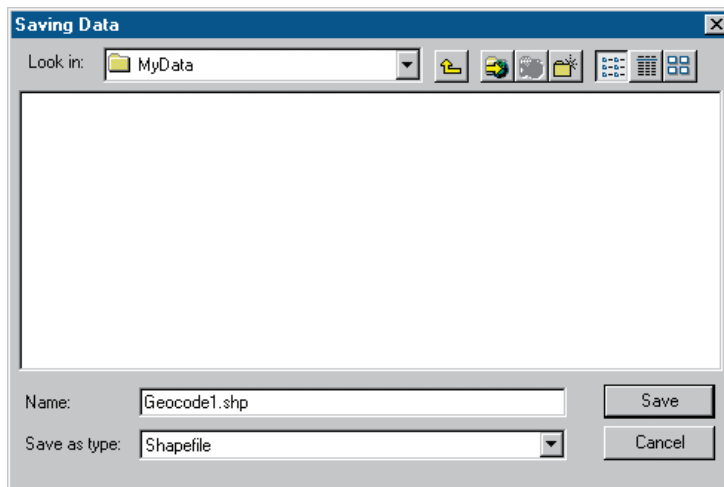 Saving Data
Look in: MyData
Name: Geocode1.shp Save
Save as type: Shapefile Cancel